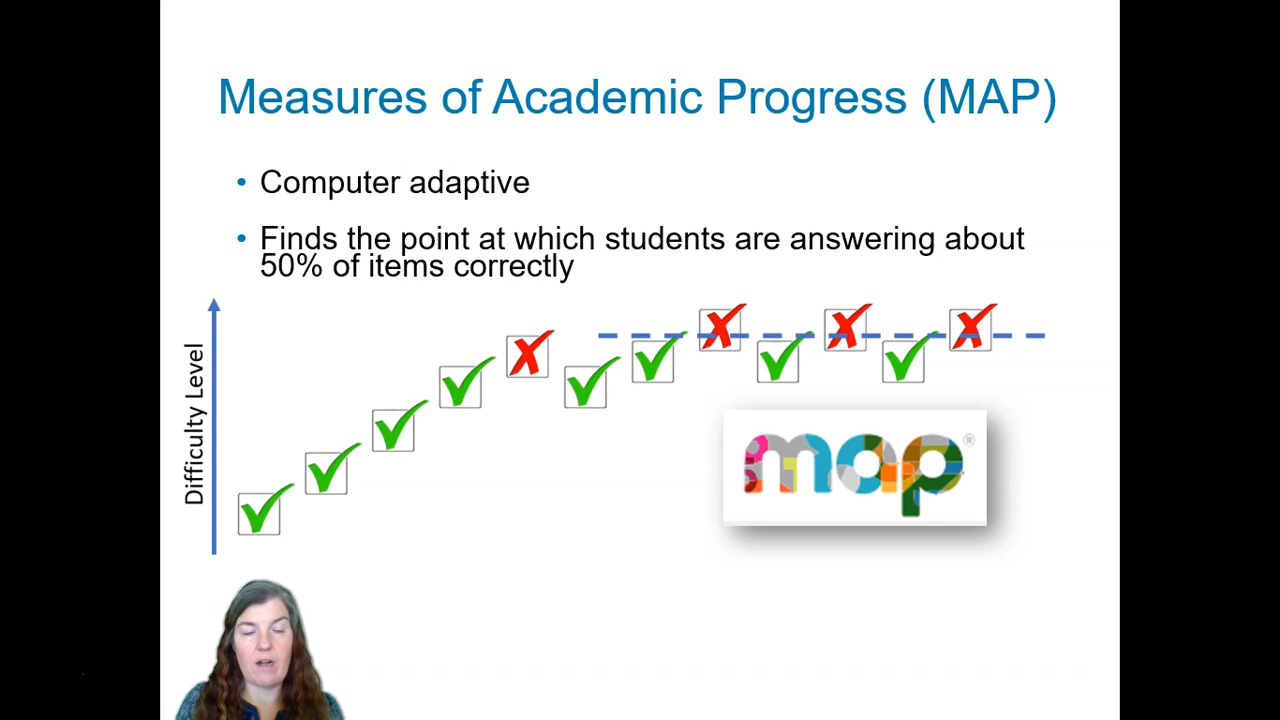 Measures of Academic Progress (MAP)
• Computer adaptive
• Finds the point at which students are answering about
50% of items correctly
Difficulty Level
map®